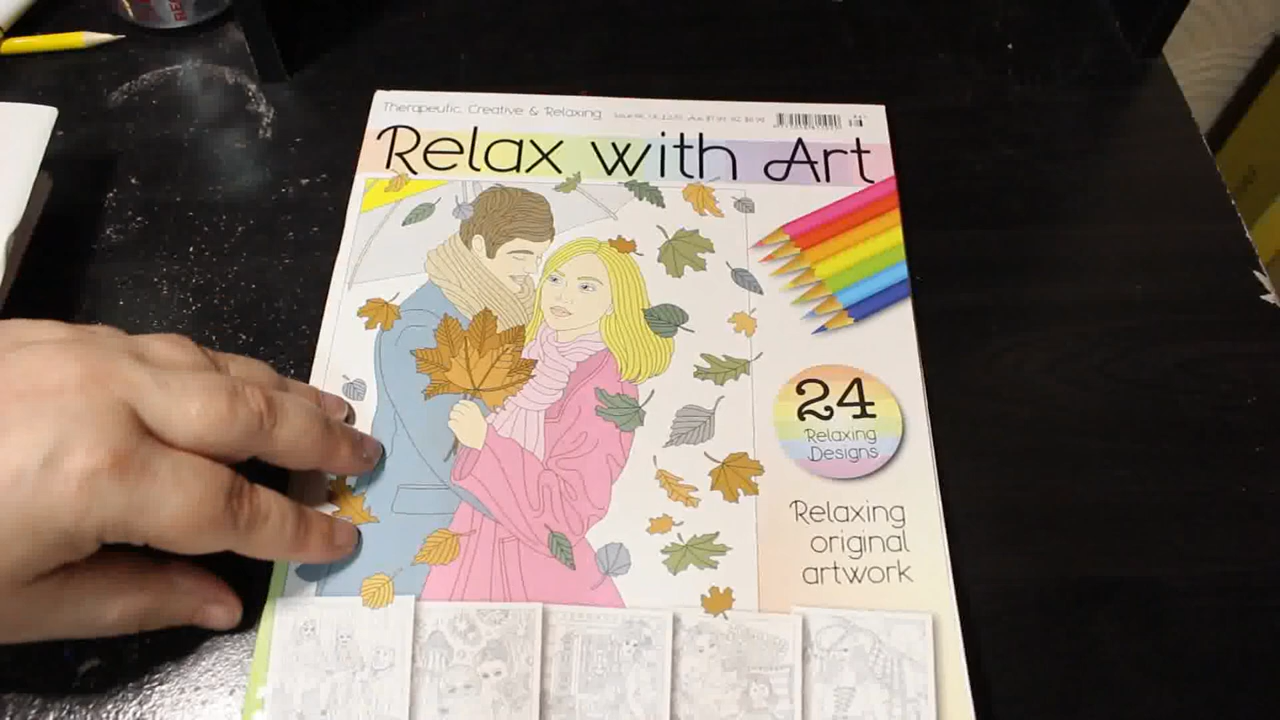 Therapeutic, Creative & Relaxing
Relax with Art
24
Relaxing
Designs
Relaxing
original
artwork